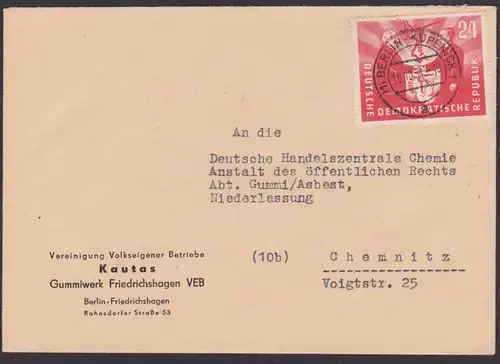 24
DEUTSCHE DEMOKRATISCHE REPUBLIK
BERLIN-KÖPENICK 1
An die
Deutsche Handelszentrale Chemie
Anstalt des öffentlichen Rechts
Abt. Gummi/Asbest,
Niederlassung
(10b) Chemnitz
Voigtstr. 25
Vereinigung Volkseigener Betriebe
Kautas
Gummiwerk Friedrichshagen VEB
Berlin-Friedrichshagen
Rahnsdorfer Straße 53